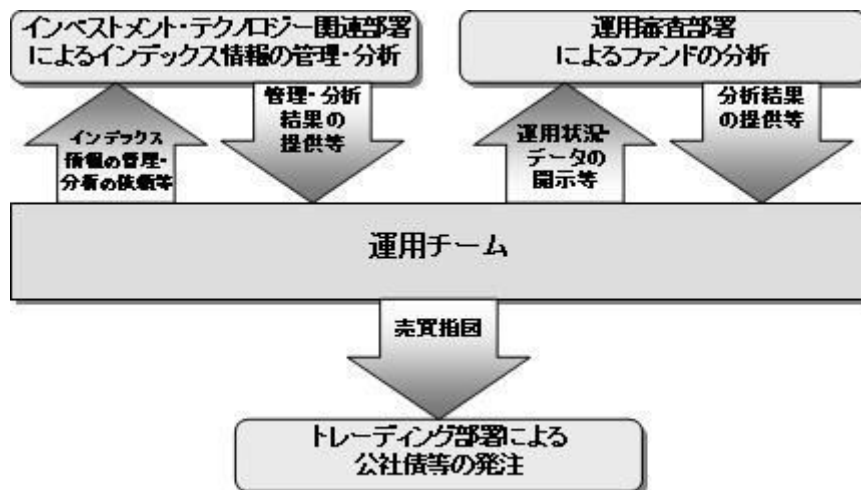 インベストメント・テクノロジー関連部署
によるインデックス情報の管理・分析
運用審査部署
によるファンドの分析
インデックス
情報の管理・
分析の依頼等
管理・分析
結果の
提供等
運用状況・
データの
開示等
分析結果
の提供等
運用チーム
売買指図
トレーディング部署による
公社債等の発注